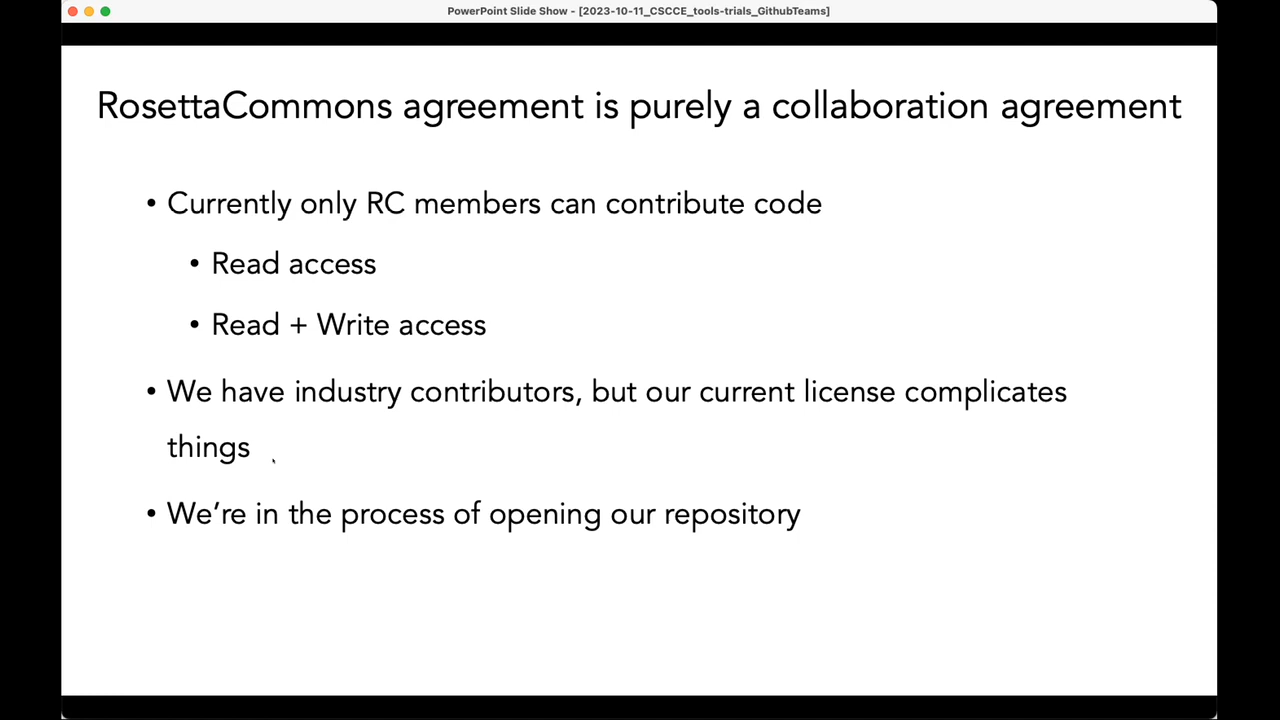 PowerPoint Slide Show - [2023-10-11_CSCCE_tools-trials_GithubTeams]
RosettaCommons agreement is purely a collaboration agreement
• Currently only RC members can contribute code
• Read access
• Read + Write access
• We have industry contributors, but our current license complicates
things
• We’re in the process of opening our repository